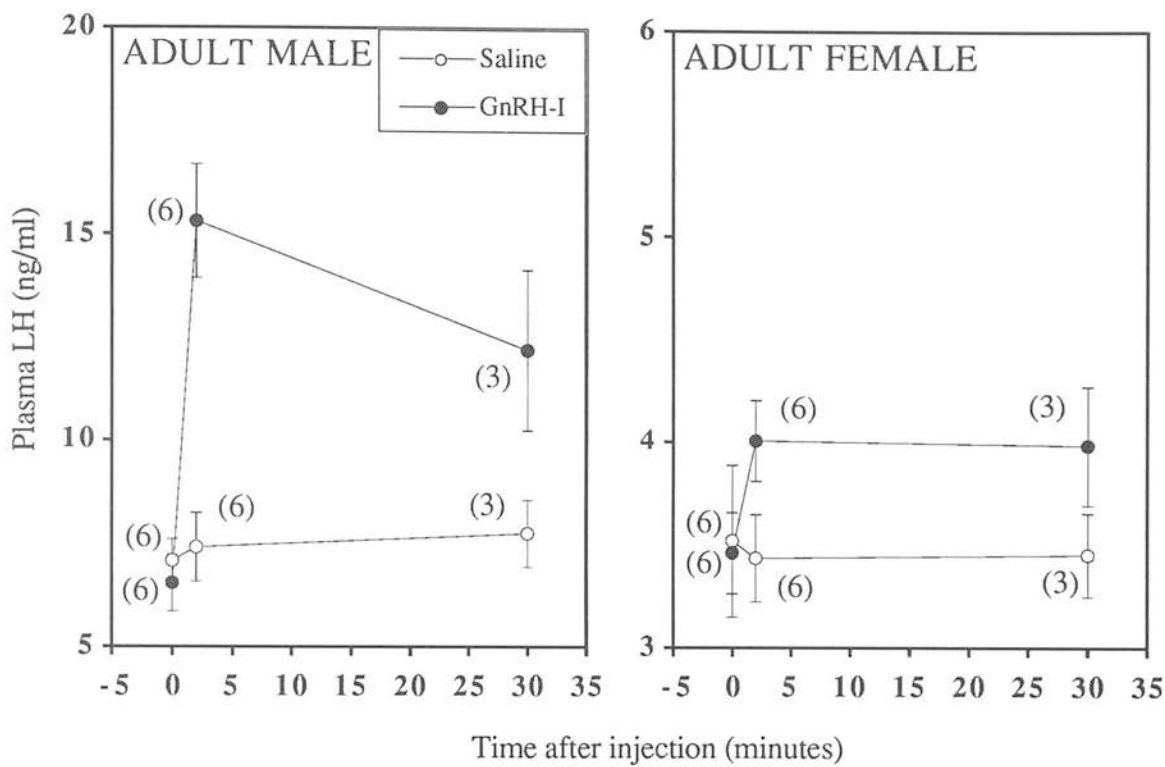 ADULT MALE
Saline
GnRH-I
ADULT FEMALE
Plasma LH (ng/ml)
20
15
10
5
(6)
(3)
(6)
(6)
(3)
(6)
-5 0 5 10 15 20 25 30 35
6
5
4
3
(6)
(3)
(6)
(6)
(6)
(3)
-5 0 5 10 15 20 25 30 35
Time after injection (minutes)